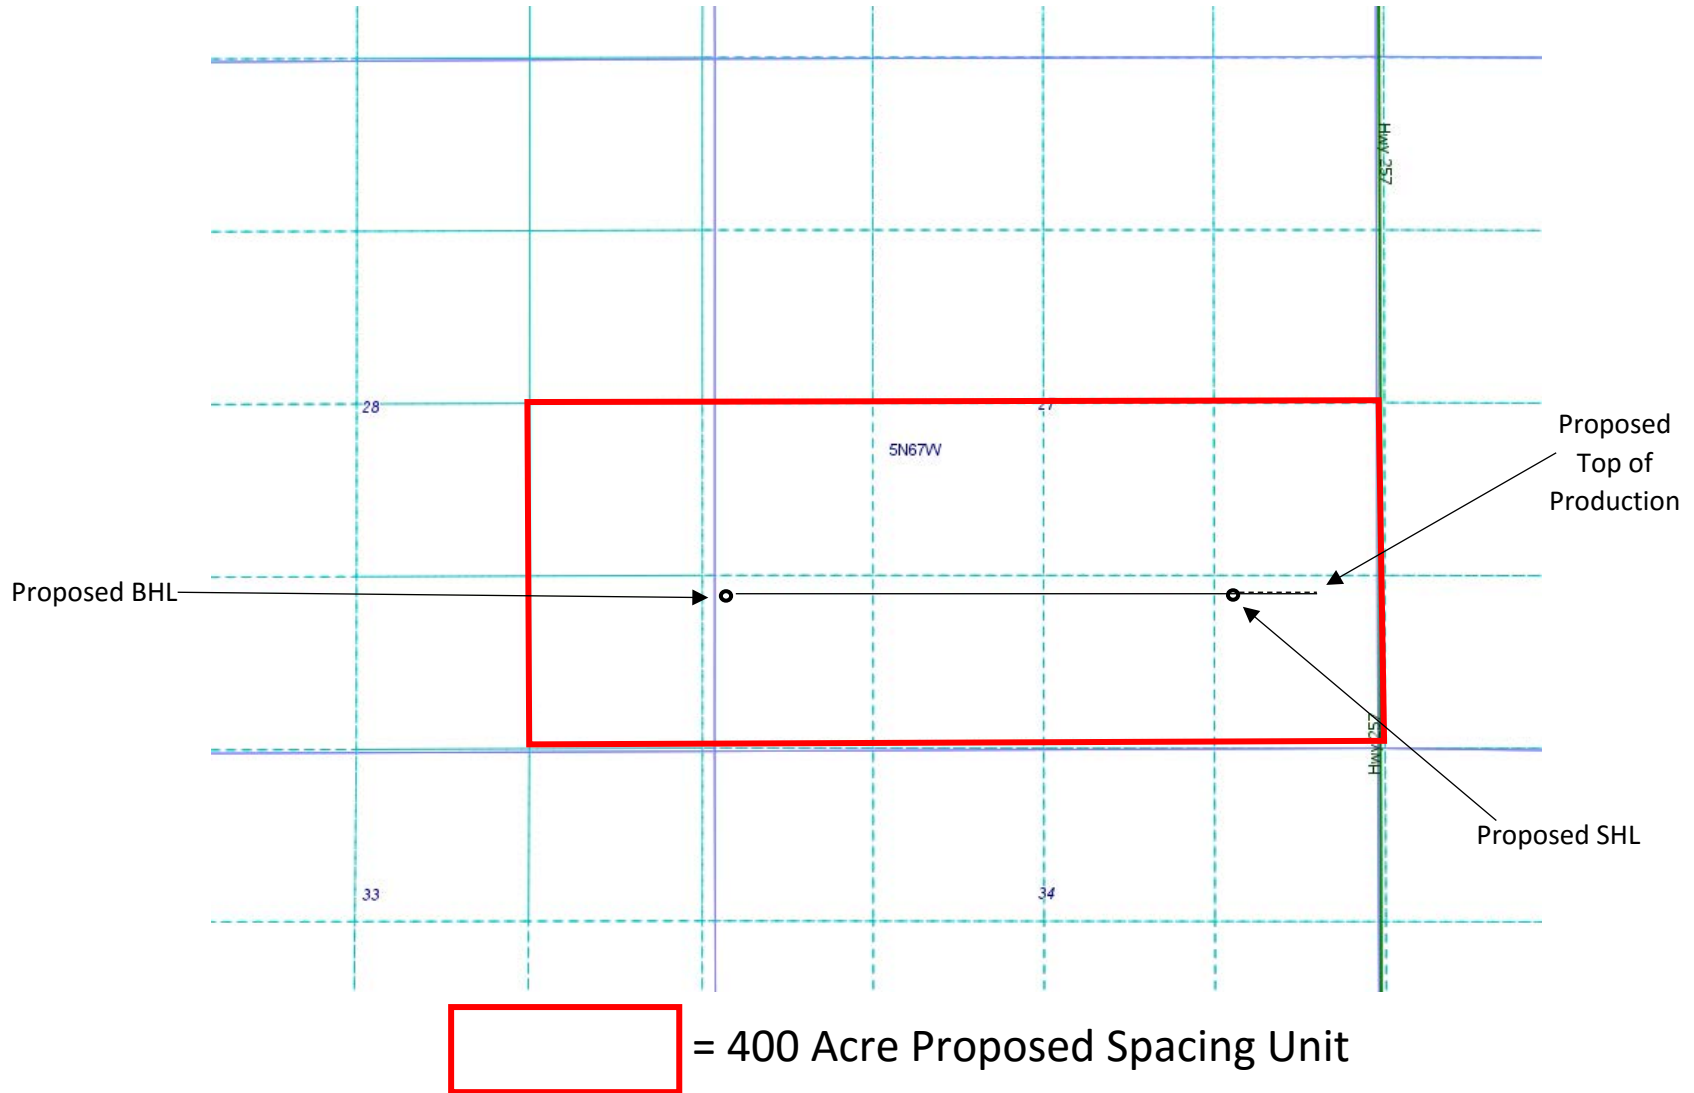 Hwy 257
28
27
5N67W
Proposed
Top of
Production
Proposed BHL
Hwy 257
Proposed SHL
33
34
= 400 Acre Proposed Spacing Unit